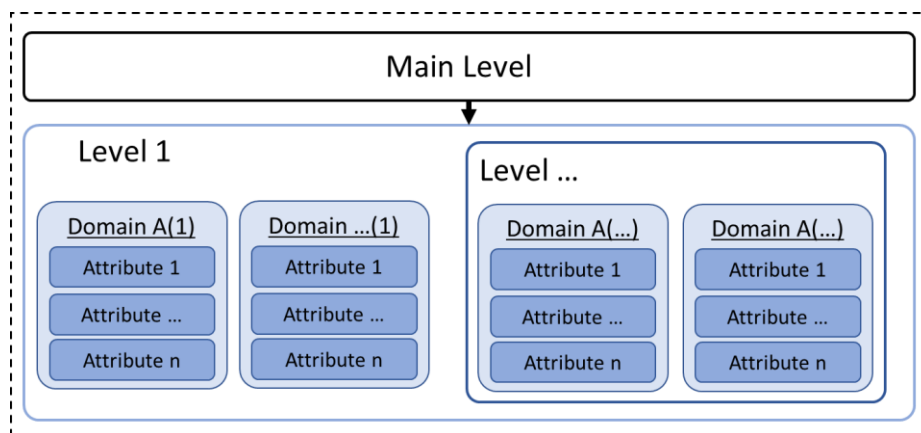 Main Level
Level 1
Level ...
Domain A(1)
Attribute 1
Attribute ...
Attribute n
Domain ...(1)
Attribute 1
Attribute ...
Attribute n
Domain A(...)
Attribute 1
Attribute ...
Attribute n
Domain A(...)
Attribute 1
Attribute ...
Attribute n